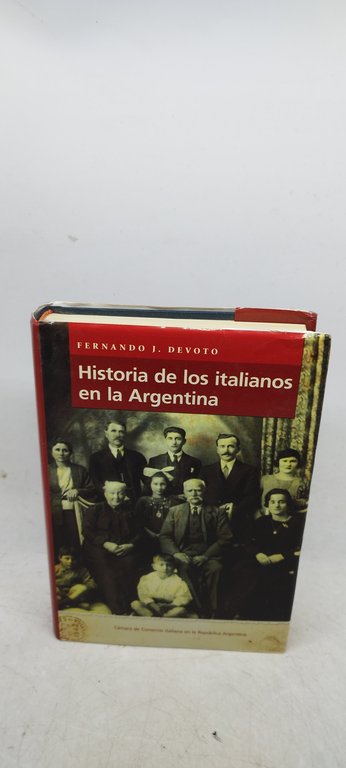 FERNANDO J. DEVOTO
Historia de los italianos
en la Argentina
Cámara de Comercio Italiana en la República Argentina